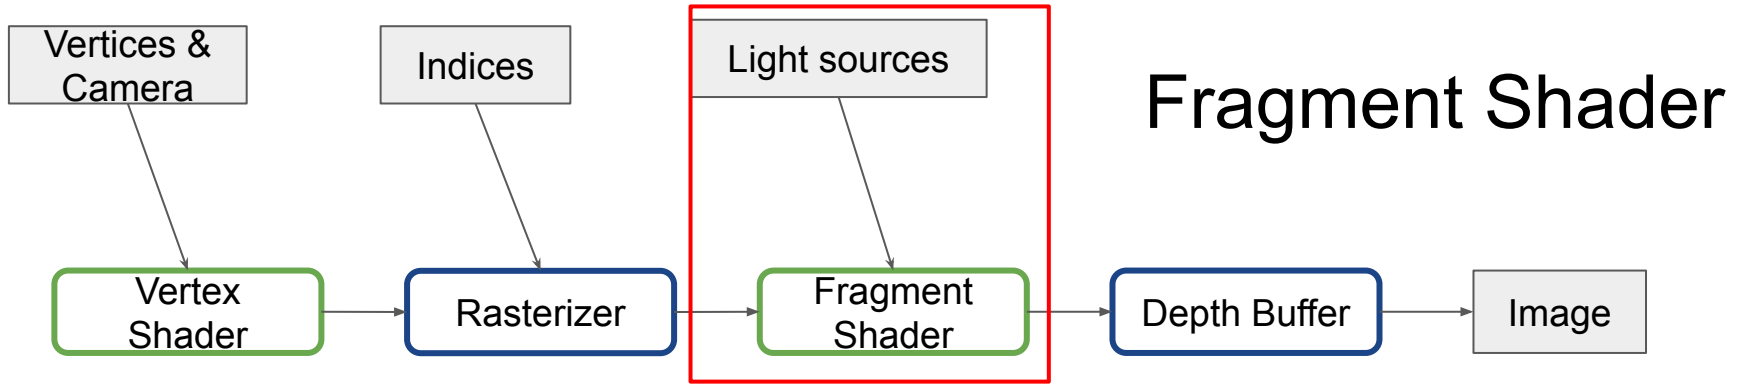 Vertices &
Camera
Indices
Light sources
Fragment Shader
Vertex
Shader
Rasterizer
Fragment
Shader
Depth Buffer
Image